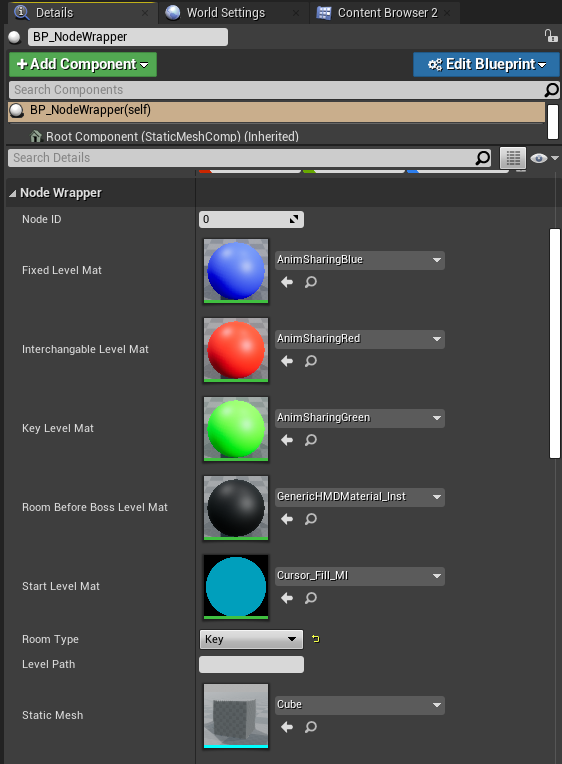 Details
World Settings
Content Browser 2
BP_NodeWrapper
Add Component
Edit Blueprint
Search Components
BP_NodeWrapper(self)
Root Component (StaticMeshComp) (Inherited)
Search Details
Node Wrapper
Node ID
0
Fixed Level Mat
AnimSharingBlue
Interchangable Level Mat
AnimSharingRed
Key Level Mat
AnimSharingGreen
Room Before Boss Level Mat
GenericHMDMaterial_Inst
Start Level Mat
Cursor_Fill_MI
Room Type
Key
Level Path
Static Mesh
Cube